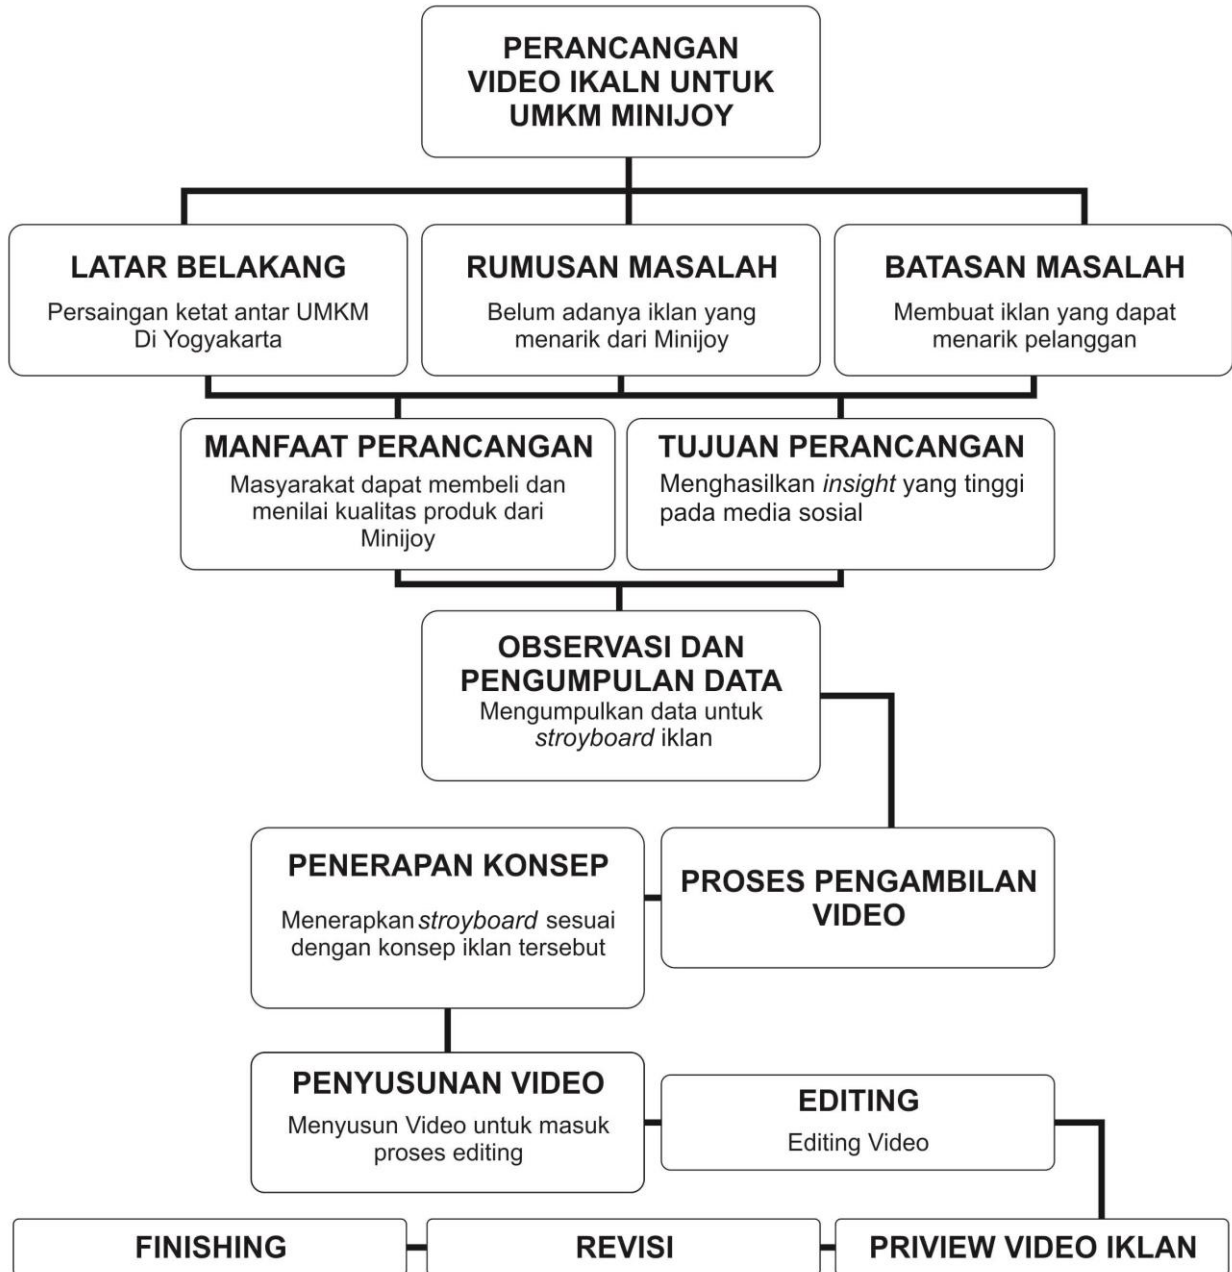 PERANCANGAN
VIDEO IKALN UNTUK
UMKM MINIJOY
LATAR BELAKANG
Persaingan ketat antar UMKM
Di Yogyakarta
RUMUSAN MASALAH
Belum adanya iklan yang
menarik dari Minijoy
BATASAN MASALAH
Membuat iklan yang dapat
menarik pelanggan
MANFAAT PERANCANGAN
Masyarakat dapat membeli dan
menilai kualitas produk dari
Minijoy
TUJUAN PERANCANGAN
Menghasilkan insight yang tinggi
pada media sosial
OBSERVASI DAN
PENGUMPULAN DATA
Mengumpulkan data untuk
stroyboard iklan
PENERAPAN KONSEP
Menerapkan stroyboard sesuai
dengan konsep iklan tersebut
PROSES PENGAMBILAN
VIDEO
PENYUSUNAN VIDEO
Menyusun Video untuk masuk
proses editing
EDITING
Editing Video
FINISHING
REVISI
PRIVIEW VIDEO IKLAN